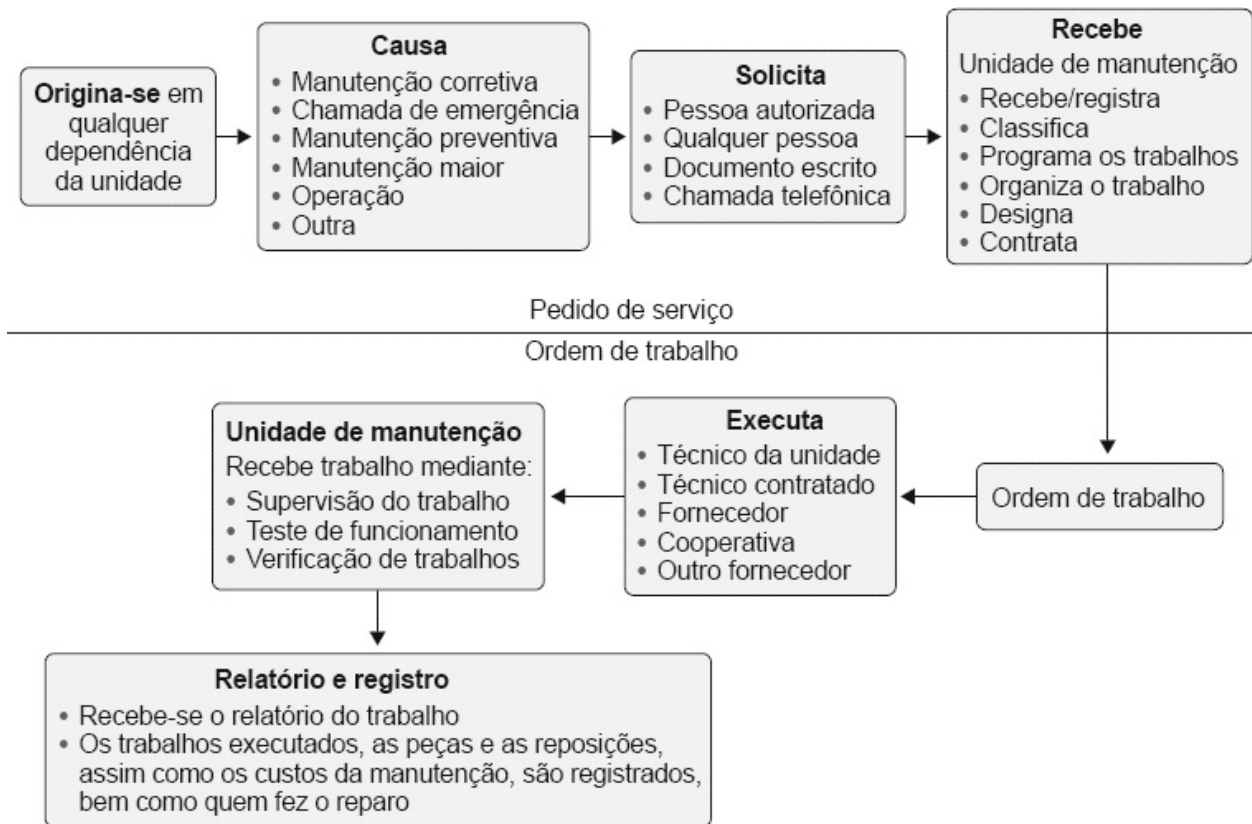 Origina-se em
qualquer
dependência
da unidade
Causa
• Manutenção corretiva
• Chamada de emergência
• Manutenção preventiva
• Manutenção maior
• Operação
• Outra
Solicita
• Pessoa autorizada
• Qualquer pessoa
• Documento escrito
• Chamada telefônica
Recebe
Unidade de manutenção
• Recebe/registra
• Classifica
• Programa os trabalhos
• Organiza o trabalho
• Designa
• Contrata
Pedido de serviço
Ordem de trabalho
Ordem de trabalho
Executa
• Técnico da unidade
• Técnico contratado
• Fornecedor
• Cooperativa
• Outro fornecedor
Unidade de manutenção
Recebe trabalho mediante:
• Supervisão do trabalho
• Teste de funcionamento
• Verificação de trabalhos
Relatório e registro
• Recebe-se o relatório do trabalho
• Os trabalhos executados, as peças e as reposições,
assim como os custos da manutenção, são registrados,
bem como quem fez o reparo